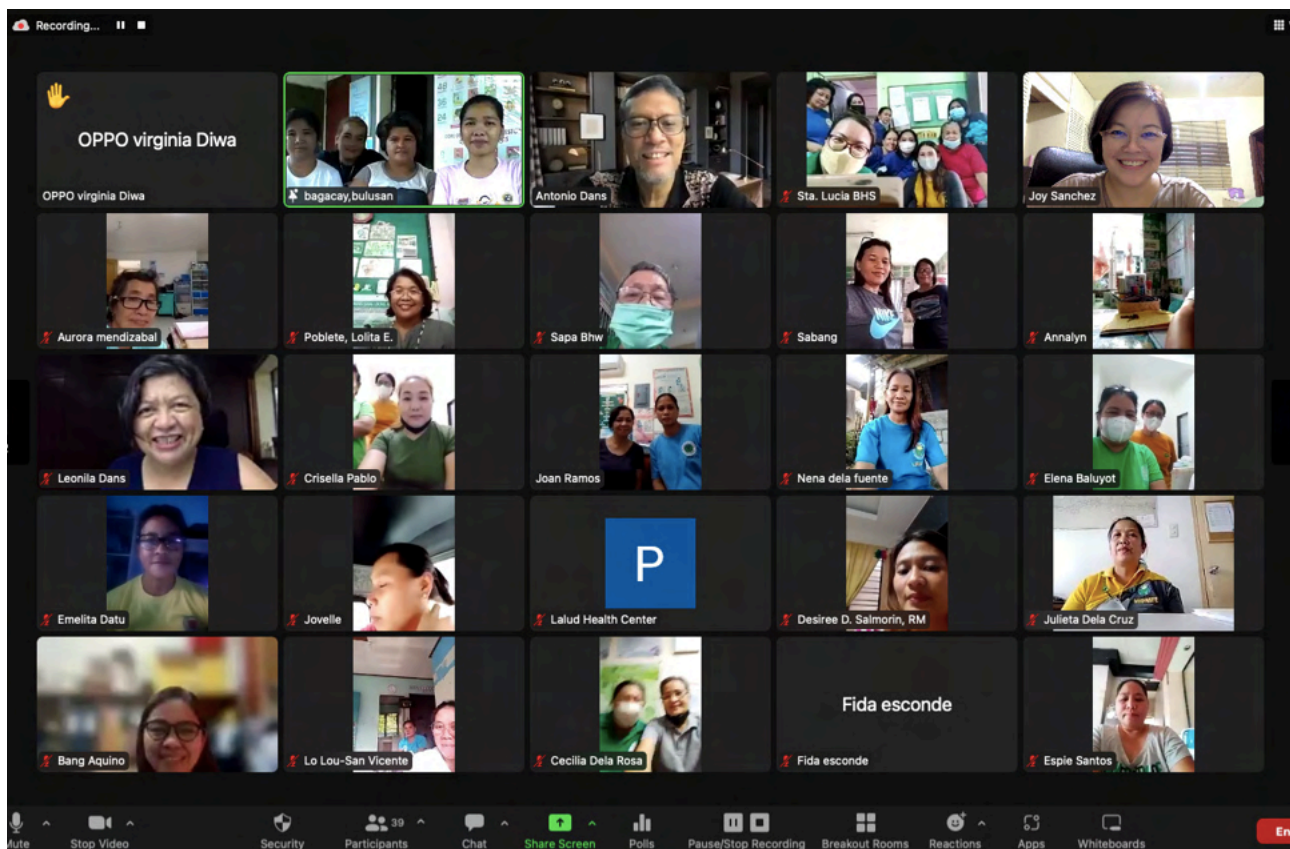 Recording...
OPPO virginia Diwa
OPPO virginia Diwa
bagacay,bulusan
Antonio Dans
Sta. Lucia BHS
Joy Sanchez
Aurora mendizabal
Poblete, Lolita E.
Sapa Bhw
Sabang
NIKE
Annalyn
Leonila Dans
Crisella Pablo
Joan Ramos
Nena dela fuente
Elena Baluyot
Emelita Datu
Jovelle
P
Lalud Health Center
Desiree D. Salmorin, RM
Julieta Dela Cruz
Bang Aquino
Lo Lou-San Vicente
Cecilia Dela Rosa
Fida esconde
Fida esconde
Espie Santos
Mute
Stop Video
Security
39
Participants
Chat
Share Screen
Polls
Pause/Stop Recording
Breakout Rooms
Reactions
Apps
Whiteboards
En